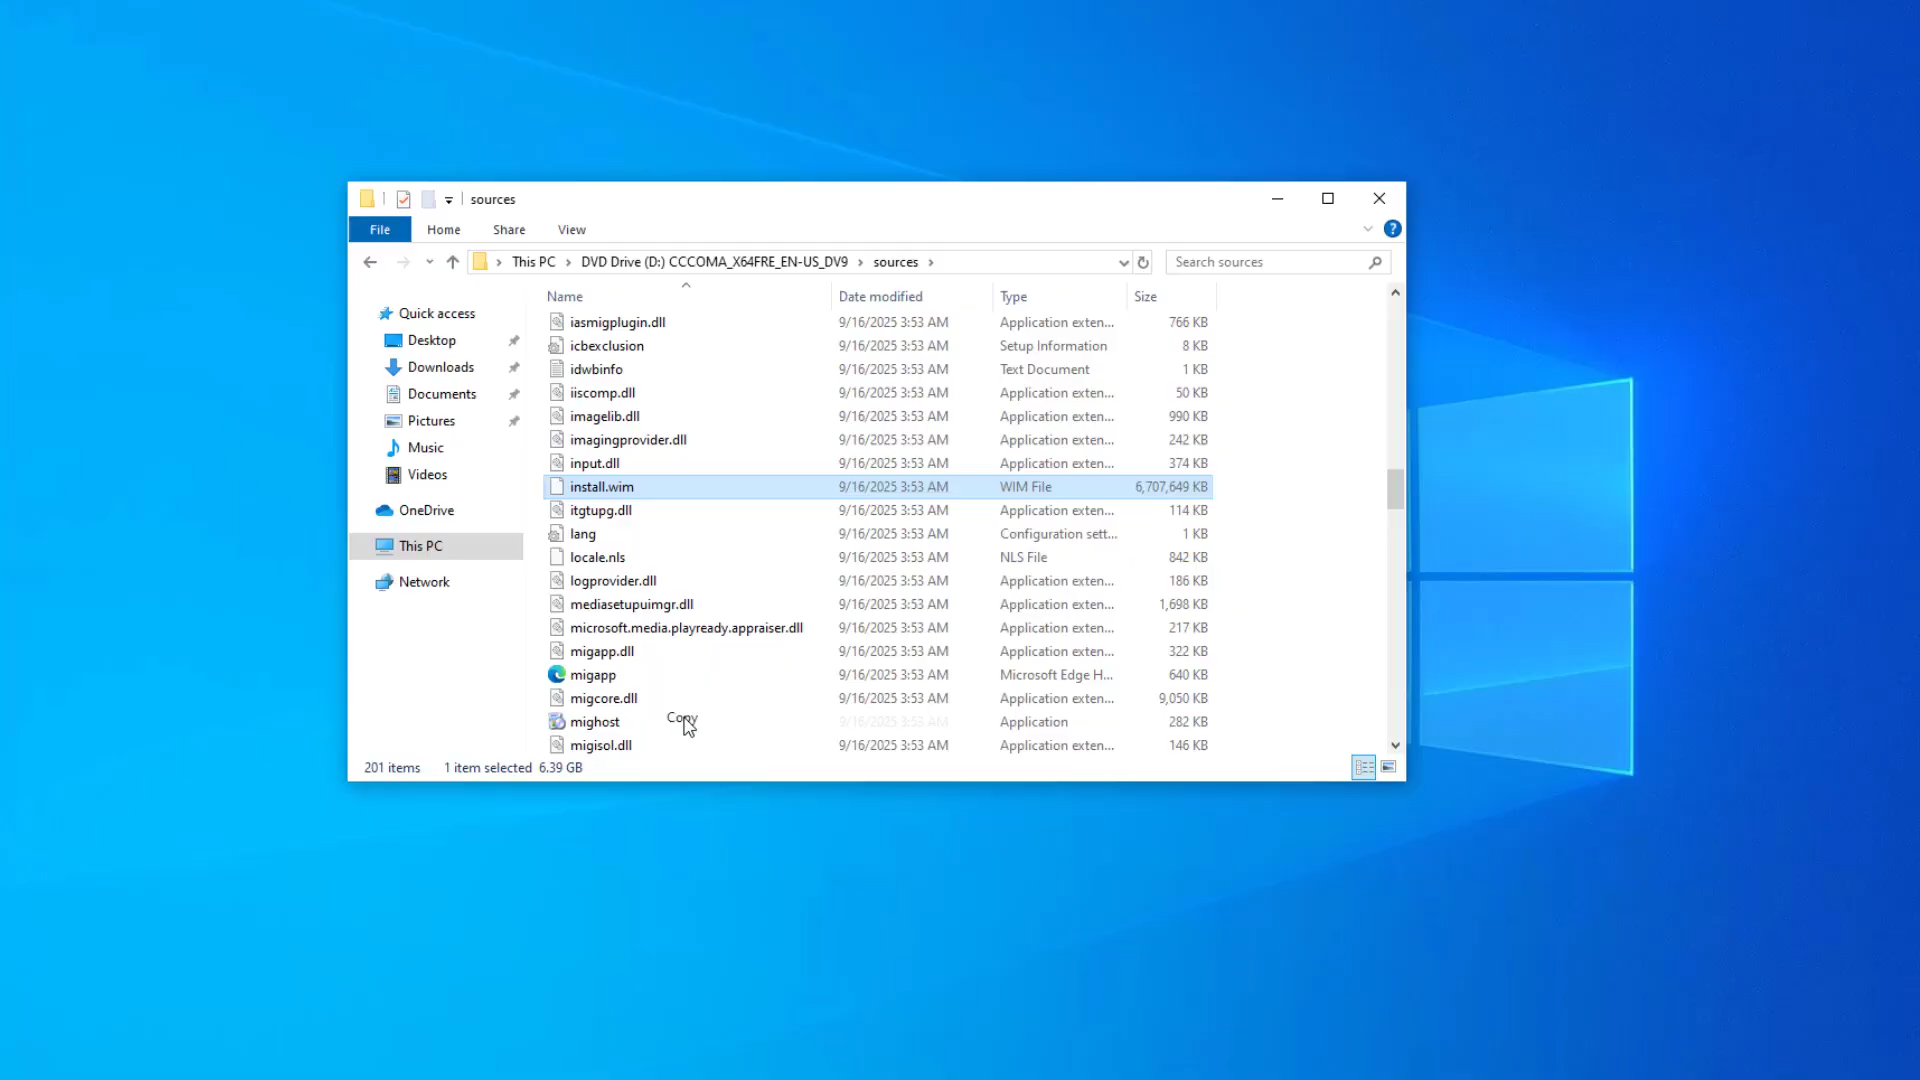 sources
File Home Share View
This PC DVD Drive (D:) CCCOMA_X64FRE_EN-US_DV9 sources
Search sources
Quick access
Desktop
Downloads
Documents
Pictures
Music
Videos
OneDrive
This PC
Network
Name Date modified Type Size
iasmigplugin.dll 9/16/2025 3:53 AM Application exten... 766 KB
icbexclusion 9/16/2025 3:53 AM Setup Information 8 KB
idwbinfo 9/16/2025 3:53 AM Text Document 1 KB
iiscomp.dll 9/16/2025 3:53 AM Application exten... 50 KB
imagelib.dll 9/16/2025 3:53 AM Application exten... 990 KB
imagingprovider.dll 9/16/2025 3:53 AM Application exten... 242 KB
input.dll 9/16/2025 3:53 AM Application exten... 374 KB
install.wim 9/16/2025 3:53 AM WIM File 6,707,649 KB
itgtupg.dll 9/16/2025 3:53 AM Application exten... 114 KB
lang 9/16/2025 3:53 AM Configuration sett... 1 KB
locale.nls 9/16/2025 3:53 AM NLS File 842 KB
logprovider.dll 9/16/2025 3:53 AM Application exten... 186 KB
mediasetupuimgr.dll 9/16/2025 3:53 AM Application exten... 1,698 KB
microsoft.media.playready.appraiser.dll 9/16/2025 3:53 AM Application exten... 217 KB
migapp.dll 9/16/2025 3:53 AM Application exten... 322 KB
migapp 9/16/2025 3:53 AM Microsoft Edge H... 640 KB
migcore.dll 9/16/2025 3:53 AM Application exten... 9,050 KB
mighost Copy 9/16/2025 3:53 AM Application 282 KB
migisol.dll 9/16/2025 3:53 AM Application exten... 146 KB
201 items 1 item selected 6.39 GB